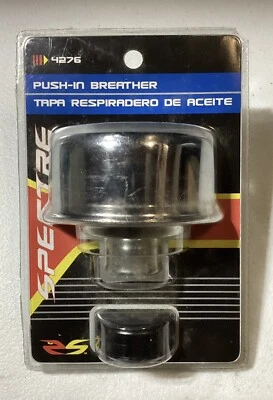 4276
PUSH-IN BREATHER
TAPA RESPIRADERO DE ACEITE
SPECTRE